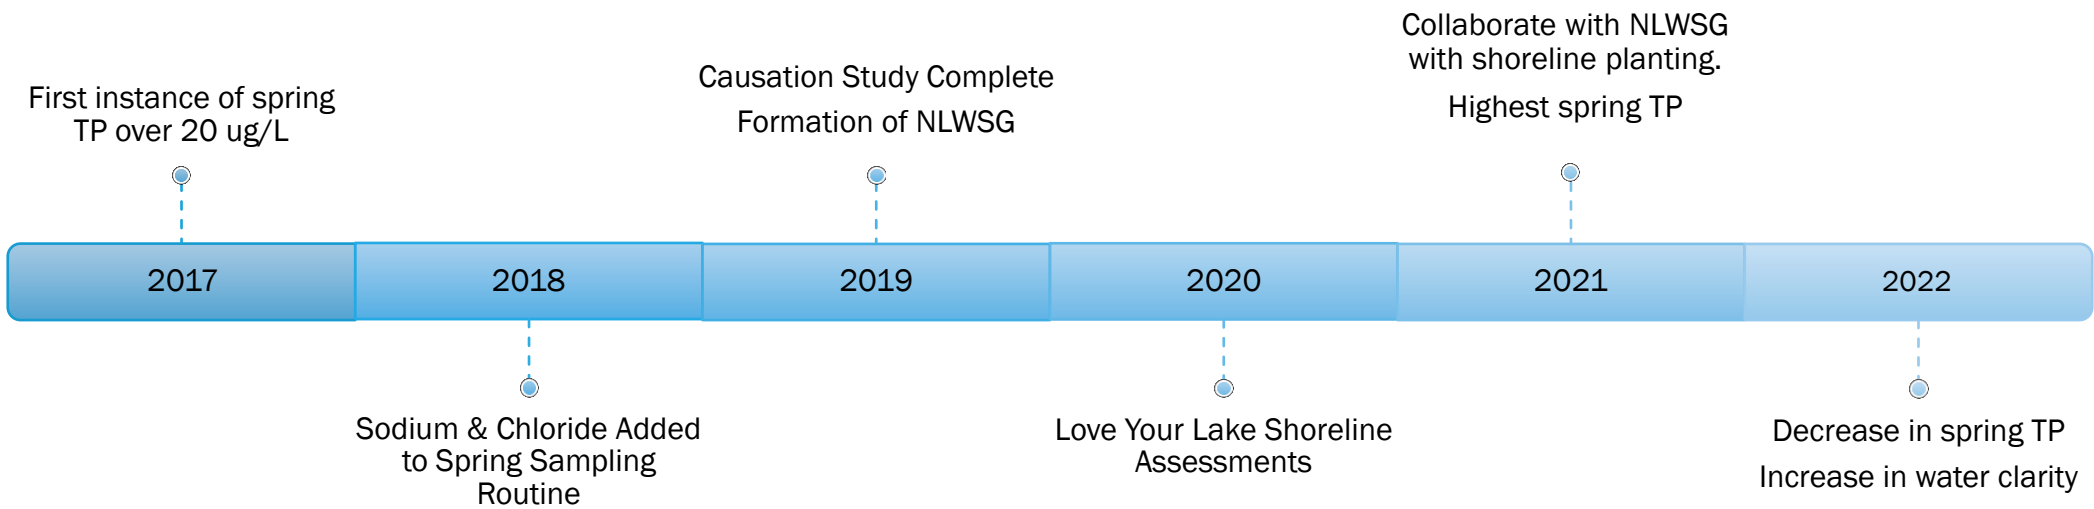 First instance of spring
TP over 20 ug/L
Causation Study Complete
Formation of NLWSG
Collaborate with NLWSG
with shoreline planting.
Highest spring TP
2017
2018
2019
2020
2021
2022
Sodium & Chloride Added
to Spring Sampling
Routine
Love Your Lake Shoreline
Assessments
Decrease in spring TP
Increase in water clarity